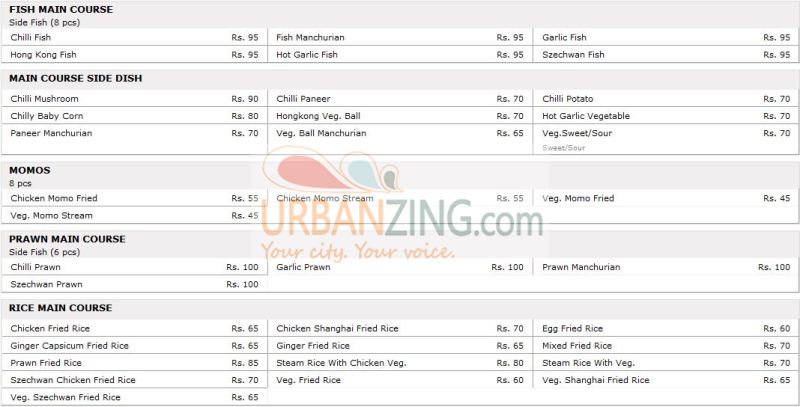 FISH MAIN COURSE
Side Fish (8 pcs)
Chilli Fish Rs. 95 Fish Manchurian Rs. 95 Garlic Fish Rs. 95
Hong Kong Fish Rs. 95 Hot Garlic Fish Rs. 95 Szechwan Fish Rs. 95
MAIN COURSE SIDE DISH
Chilli Mushroom Rs. 90 Chilli Paneer Rs. 70 Chilli Potato Rs. 70
Chilly Baby Corn Rs. 80 Hongkong Veg. Ball Rs. 70 Hot Garlic Vegetable Rs. 70
Paneer Manchurian Rs. 70 Veg. Ball Manchurian Rs. 65 Veg.Sweet/Sour Rs. 70
Sweet/Sour
MOMOS
8 pcs
Chicken Momo Fried Rs. 55 Chicken Momo Stream Rs. 55 Veg. Momo Fried Rs. 45
Veg. Momo Stream Rs. 45
URBANZING.com
Your city. Your voice.
PRAWN MAIN COURSE
Side Fish (6 pcs)
Chilli Prawn Rs. 100 Garlic Prawn Rs. 100 Prawn Manchurian Rs. 100
Szechwan Prawn Rs. 100
RICE MAIN COURSE
Chicken Fried Rice Rs. 65 Chicken Shanghai Fried Rice Rs. 70 Egg Fried Rice Rs. 60
Ginger Capsicum Fried Rice Rs. 65 Ginger Fried Rice Rs. 65 Mixed Fried Rice Rs. 70
Prawn Fried Rice Rs. 85 Steam Rice With Chicken Veg. Rs. 80 Steam Rice With Veg. Rs. 70
Szechwan Chicken Fried Rice Rs. 70 Veg. Fried Rice Rs. 60 Veg. Shanghai Fried Rice Rs. 65
Veg. Szechwan Fried Rice Rs. 65